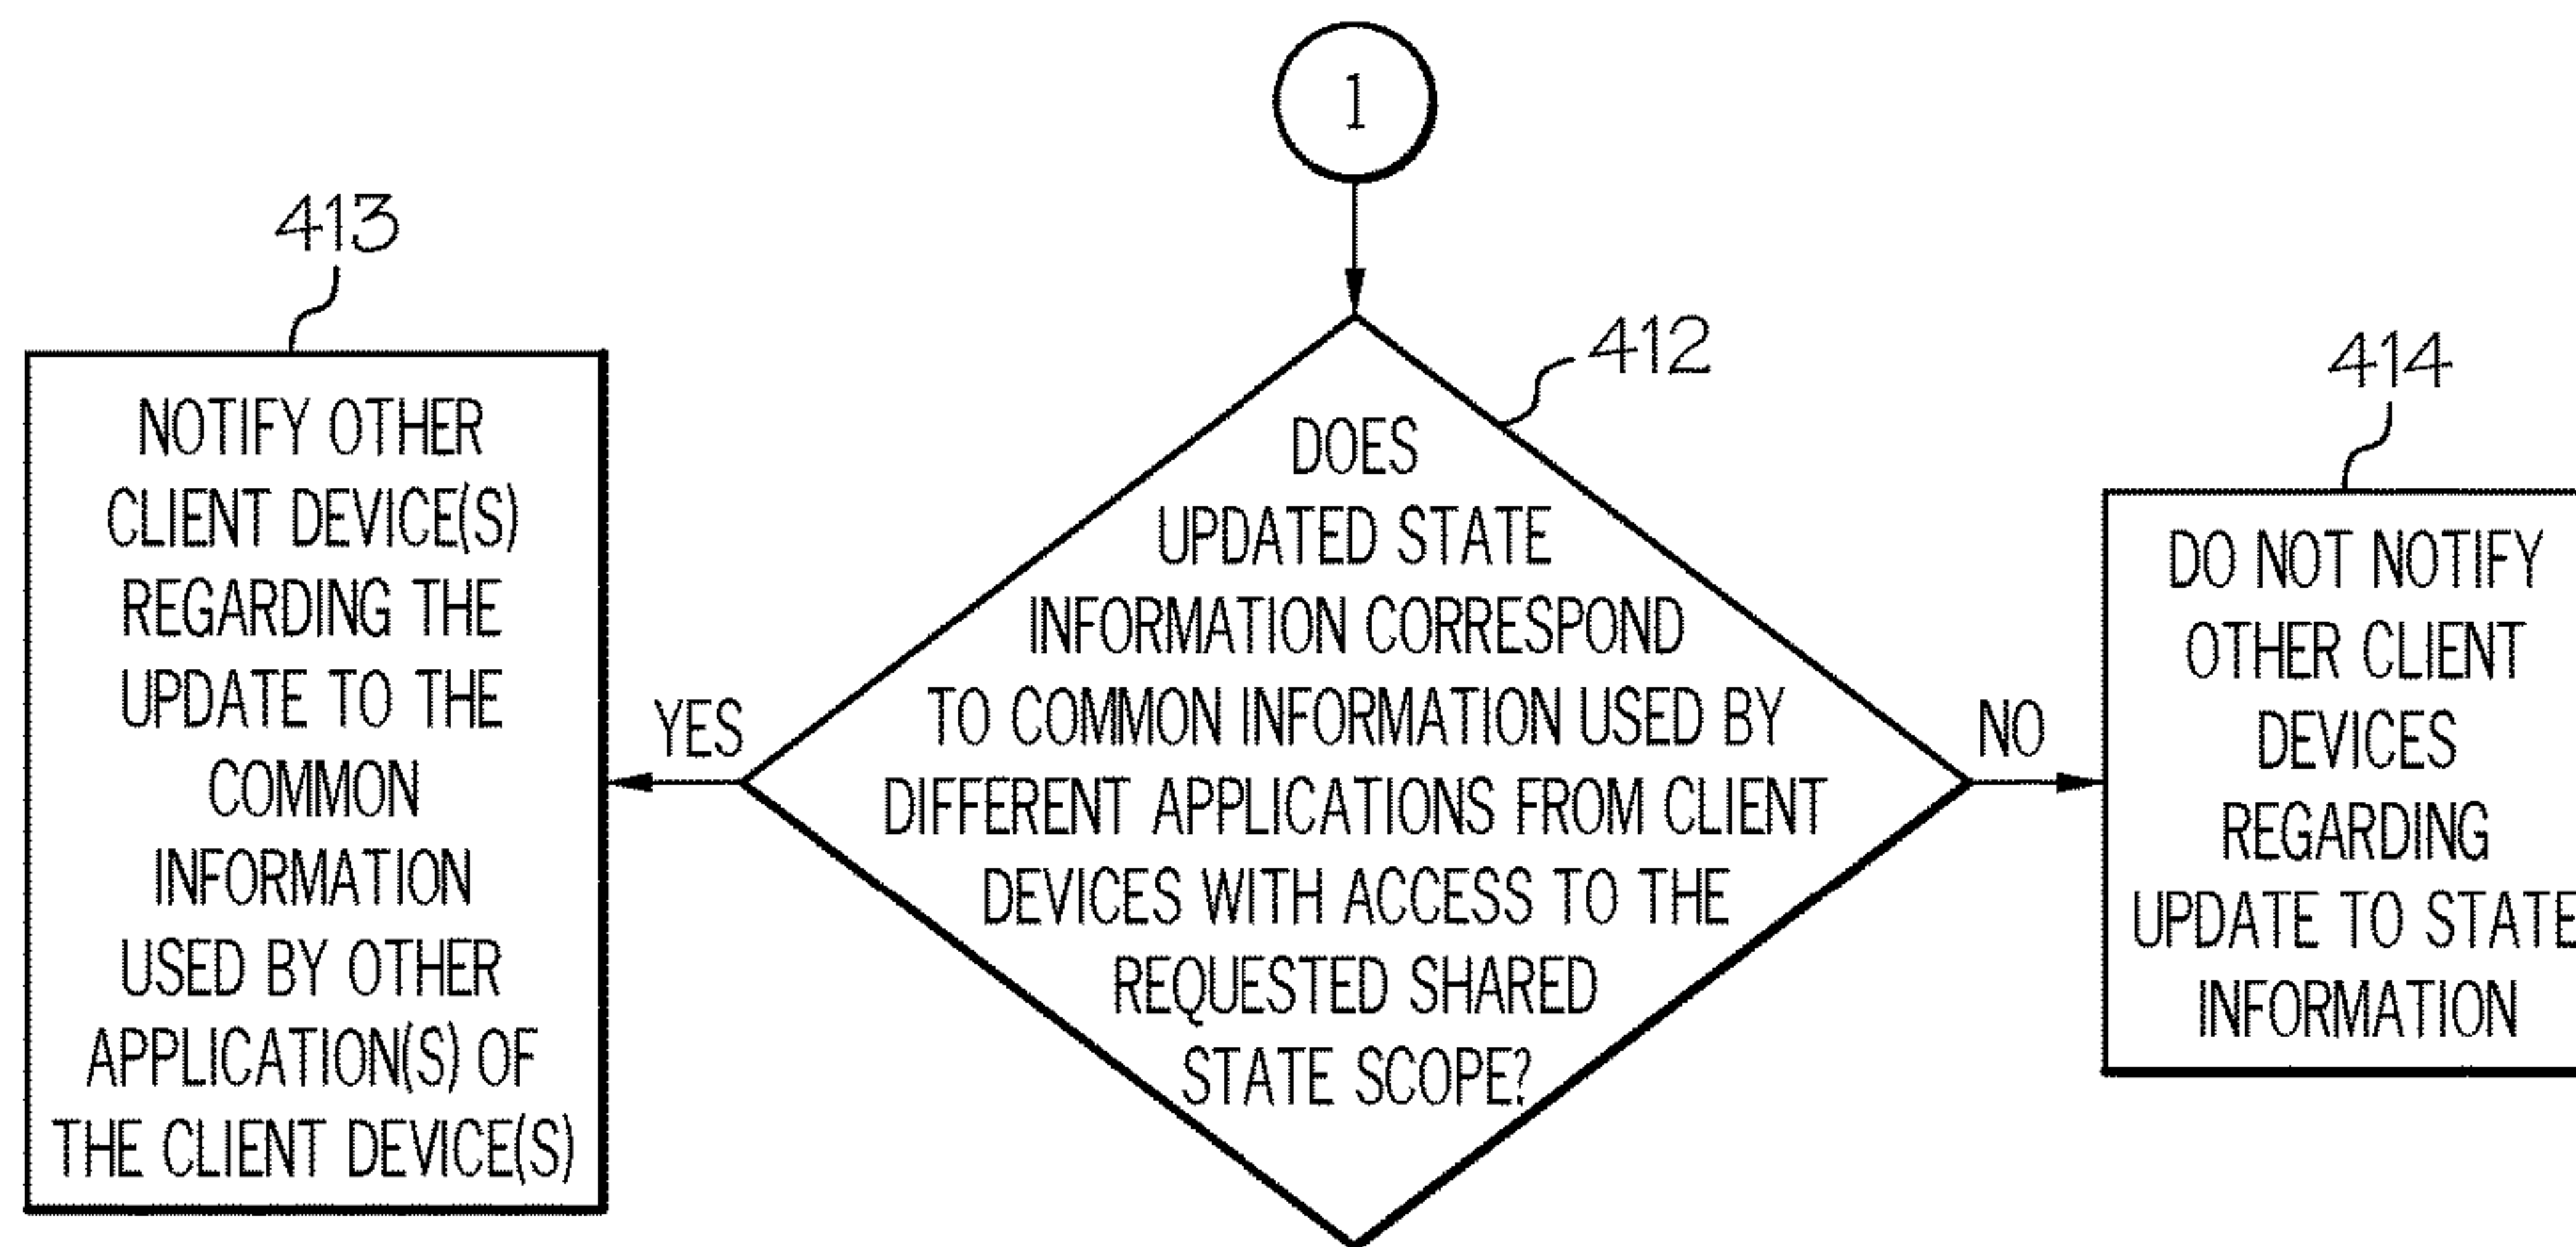 1
413
NOTIFY OTHER
CLIENT DEVICE(S)
REGARDING THE
UPDATE TO THE
COMMON
INFORMATION
USED BY OTHER
APPLICATION(S) OF
THE CLIENT DEVICE(S)
YES
412
DOES
UPDATED STATE
INFORMATION CORRESPOND
TO COMMON INFORMATION USED BY
DIFFERENT APPLICATIONS FROM CLIENT
DEVICES WITH ACCESS TO THE
REQUESTED SHARED
STATE SCOPE?
NO
414
DO NOT NOTIFY
OTHER CLIENT
DEVICES
REGARDING
UPDATE TO STATE
INFORMATION